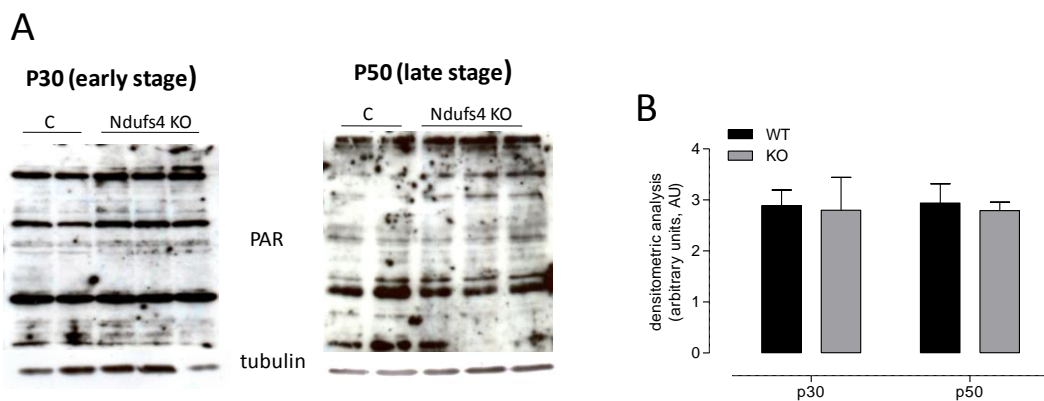 A
P30 (early stage)
C Ndufs4 KO
P50 (late stage)
C Ndufs4 KO
PAR
tubulin
B
WT
KO
densitometric analysis
(arbitrary units, AU)
4
3
2
1
0
p30 p50